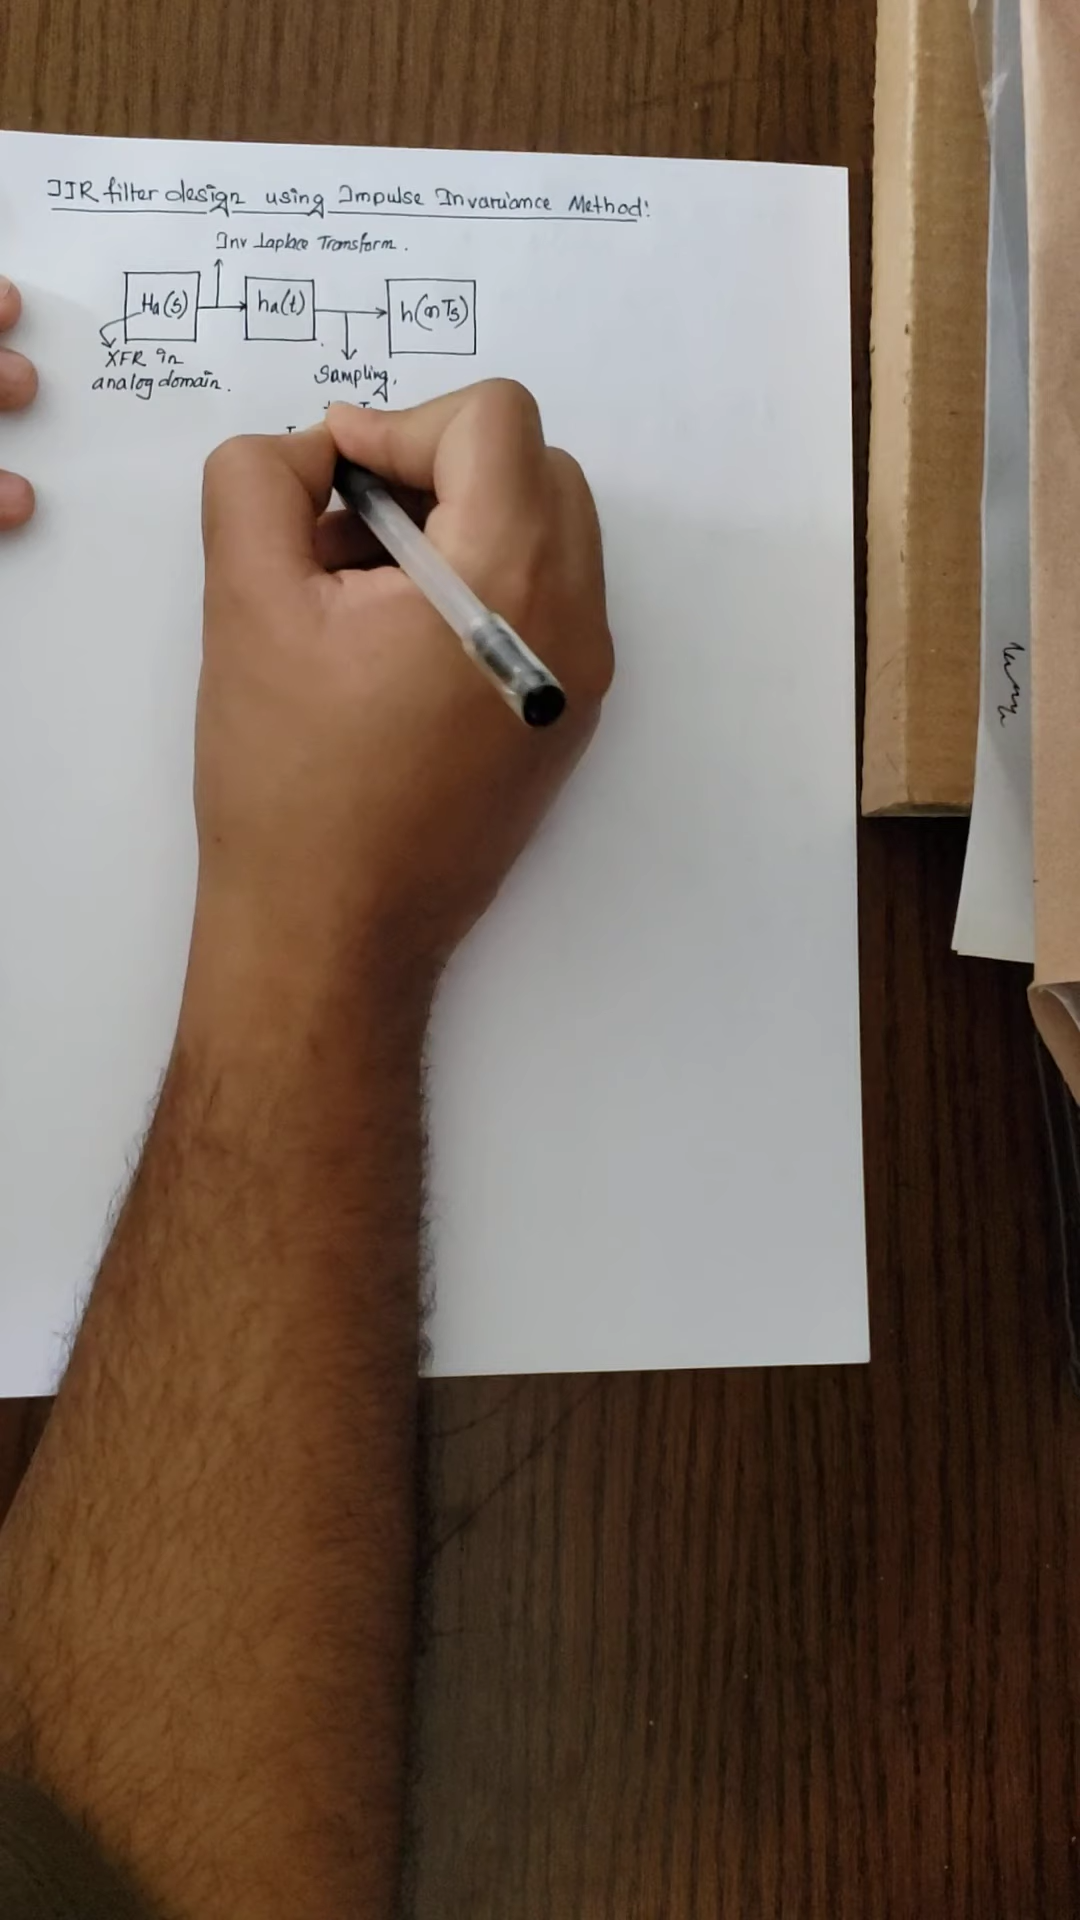 IIR filter design using Impulse Invariance Method:
Inv Laplace Transform.
Ha(s) ha(t) h(nTs)
XFR in
analog domain.
Sampling,